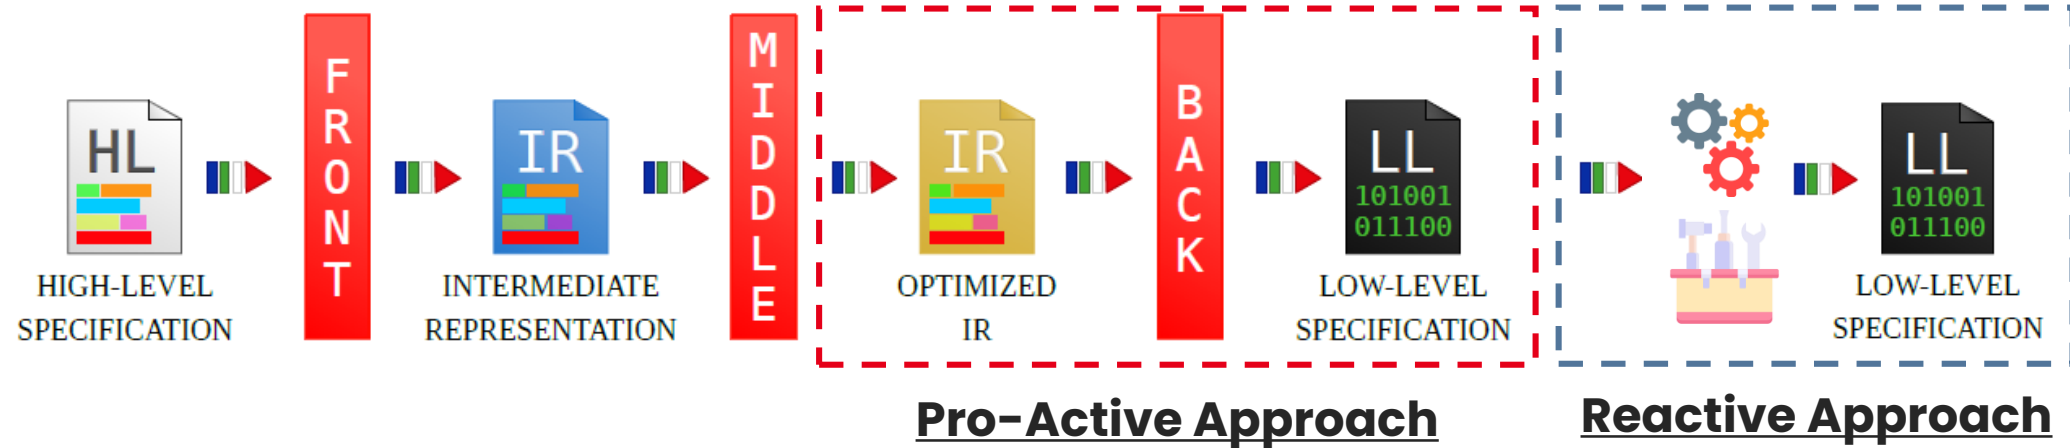 HL
HIGH-LEVEL
SPECIFICATION
FRONT
IR
INTERMEDIATE
REPRESENTATION
MIDDLE
IR
OPTIMIZED
IR
BACK
LL
101001
011100
LOW-LEVEL
SPECIFICATION
Pro-Active Approach
LL
101001
011100
LOW-LEVEL
SPECIFICATION
Reactive Approach